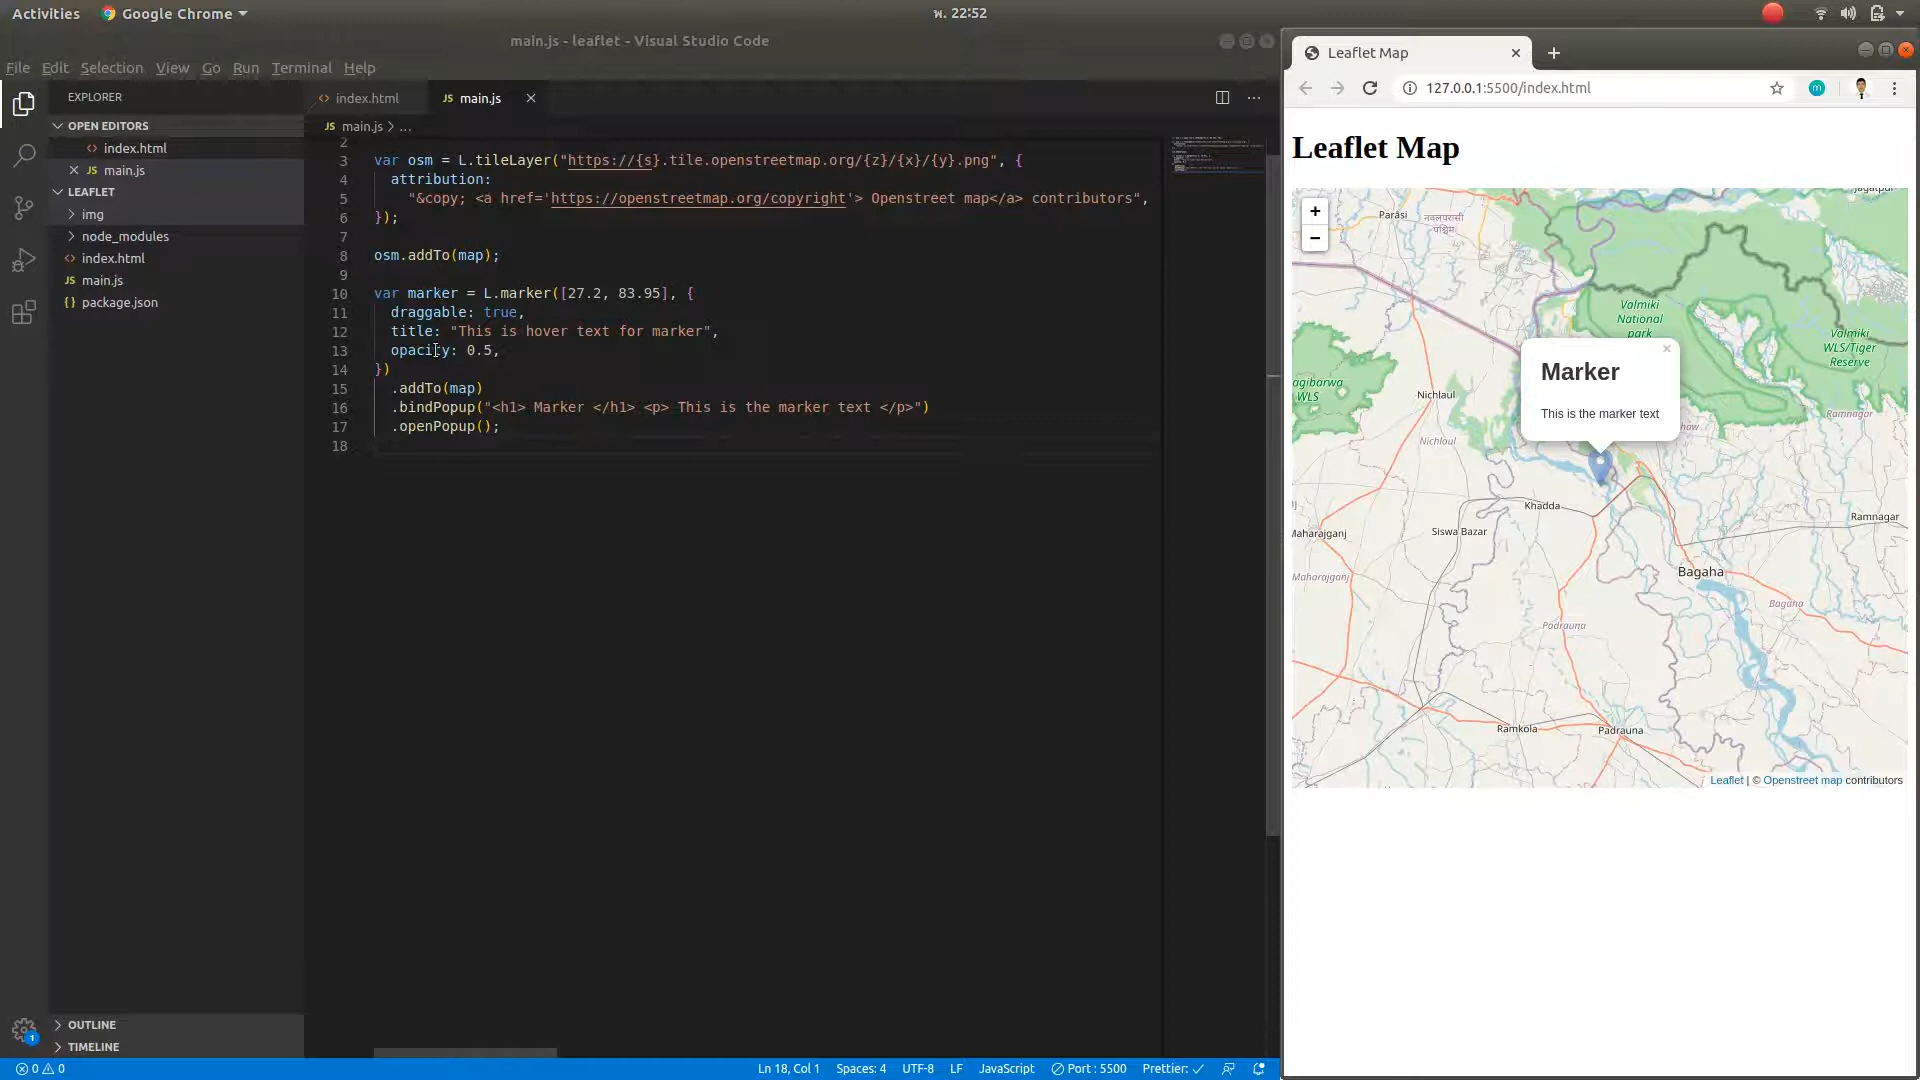 Activities
Google Chrome
พ. 22:52
main.js - leaflet - Visual Studio Code
File Edit Selection View Go Run Terminal Help
EXPLORER
OPEN EDITORS
index.html
JS main.js
LEAFLET
img
node_modules
index.html
JS main.js
{} package.json
OUTLINE
TIMELINE
1
index.html
JS main.js
JS main.js > ...
2
3 var osm = L.tileLayer("https://{s}.tile.openstreetmap.org/{z}/{x}/{y}.png", {
4 attribution:
5 "&copy; <a href='https://openstreetmap.org/copyright'> Openstreet map</a> contributors",
6 });
7
8 osm.addTo(map);
9
10 var marker = L.marker([27.2, 83.95], {
11 draggable: true,
12 title: "This is hover text for marker",
13 opacity: 0.5,
14 })
15 .addTo(map)
16 .bindPopup("<h1> Marker </h1> <p> This is the marker text </p>")
17 .openPopup();
18
0 0
Ln 18, Col 1 Spaces: 4 UTF-8 LF JavaScript Port : 5500 Prettier:
Leaflet Map
127.0.0.1:5500/index.html
m
Leaflet Map
+
−
Parasi
नवलपरासी
पश्चिम
Jagatpur
Valmiki
National
park
Valmiki
WLS/Tiger
Reserve
agibarwa
WLS
Nichlaul
Nichlaul
Ramnagar
Marker
This is the marker text
×
Khadda
Siswa Bazar
Maharajganj
Maharajganj
Ramnagar
Bagaha
Bagaha
Padrauna
Ramkola
Padrauna
Leaflet | © Openstreet map contributors